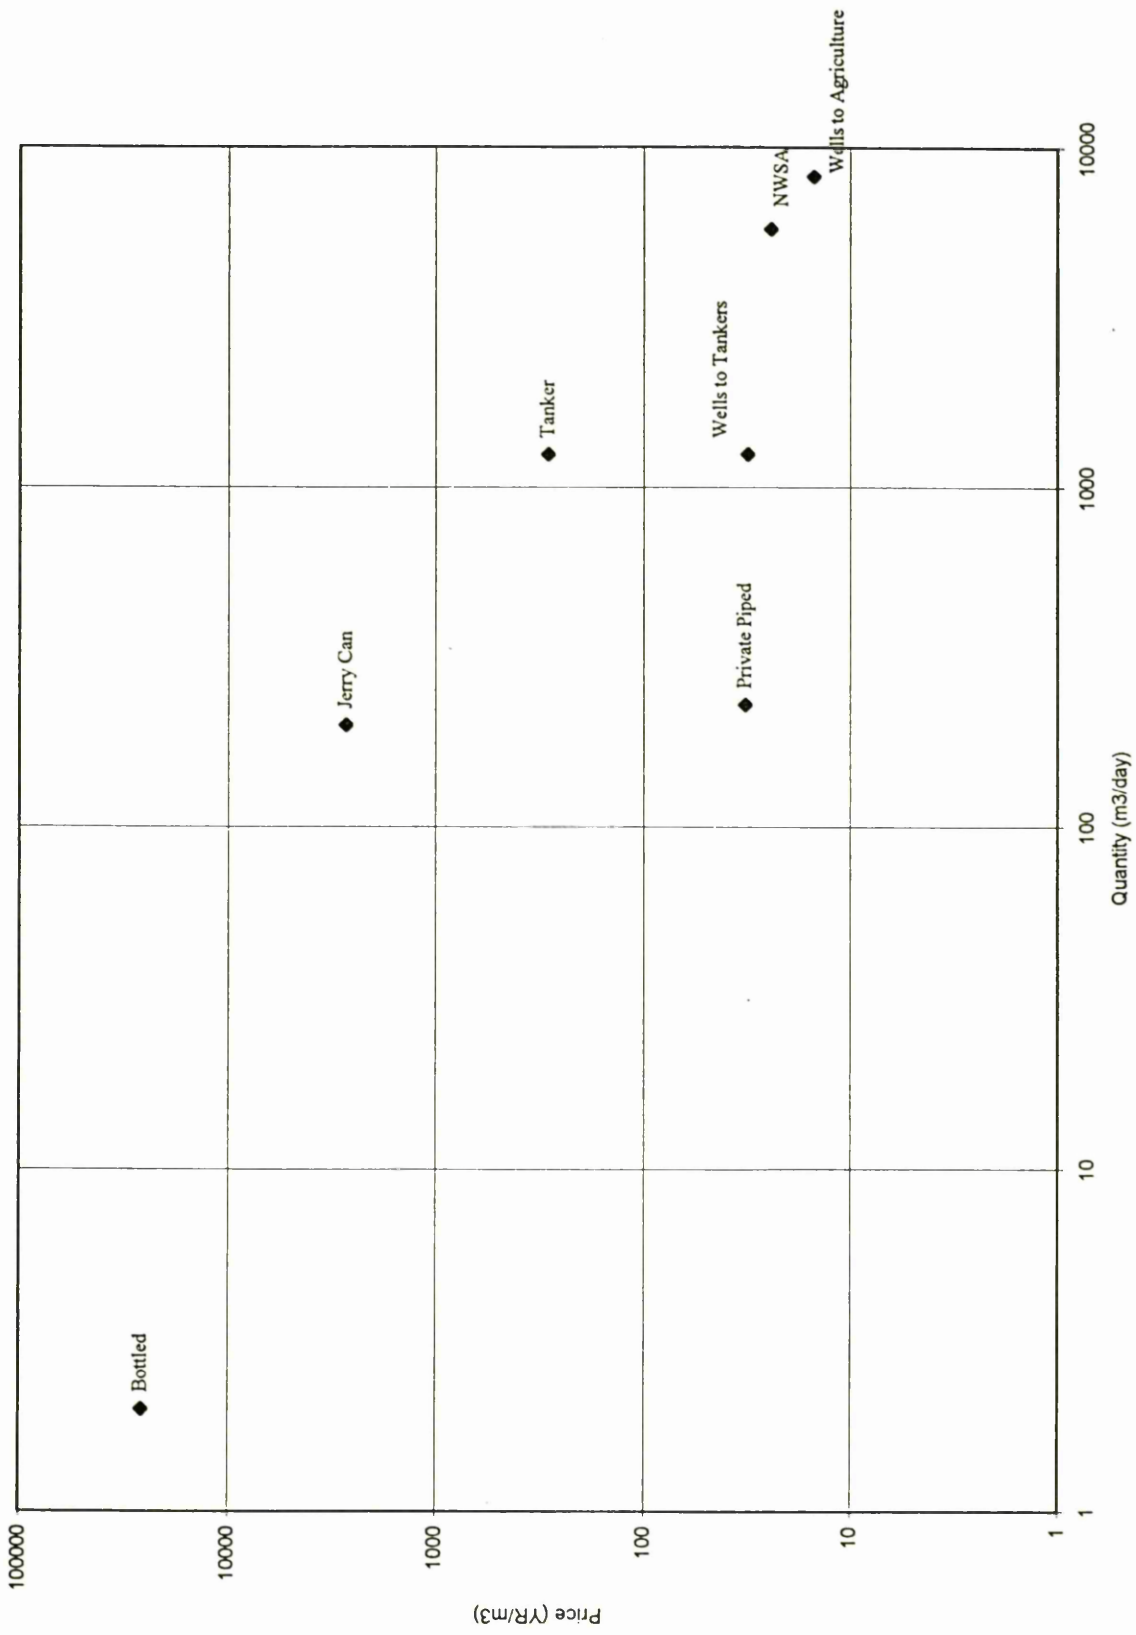 100000
10000
1000
100
10
1
Price (YR/m3)
Bottled
Jerry Can
Tanker
Private Piped
Wells to Tankers
NWSA
Wells to Agriculture
1
10
100
1000
10000
Quantity (m3/day)